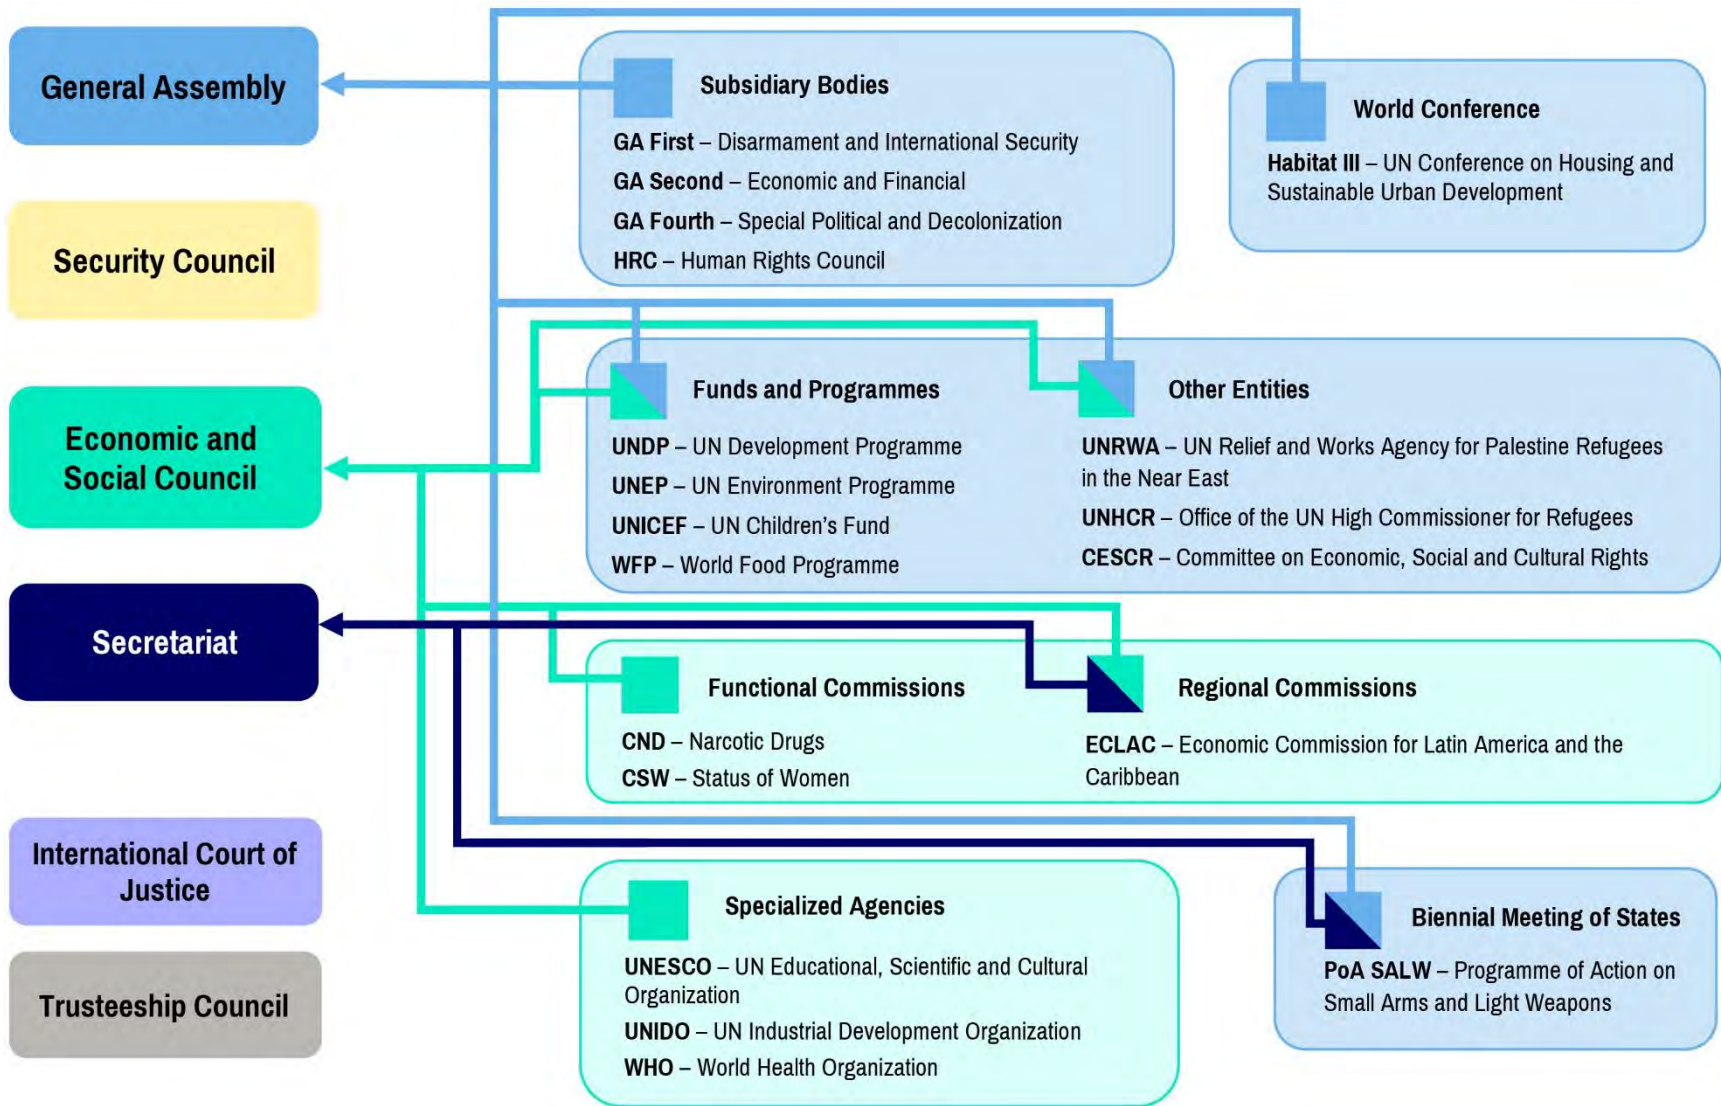 General Assembly
Security Council
Economic and
Social Council
Secretariat
International Court of
Justice
Trusteeship Council
Subsidiary Bodies
GA First – Disarmament and International Security
GA Second – Economic and Financial
GA Fourth – Special Political and Decolonization
HRC – Human Rights Council
World Conference
Habitat III – UN Conference on Housing and
Sustainable Urban Development
Funds and Programmes
UNDP – UN Development Programme
UNEP – UN Environment Programme
UNICEF – UN Children’s Fund
WFP – World Food Programme
Other Entities
UNRWA – UN Relief and Works Agency for Palestine Refugees
in the Near East
UNHCR – Office of the UN High Commissioner for Refugees
CESCR – Committee on Economic, Social and Cultural Rights
Functional Commissions
CND – Narcotic Drugs
CSW – Status of Women
Regional Commissions
ECLAC – Economic Commission for Latin America and the
Caribbean
Specialized Agencies
UNESCO – UN Educational, Scientific and Cultural
Organization
UNIDO – UN Industrial Development Organization
WHO – World Health Organization
Biennial Meeting of States
PoA SALW – Programme of Action on
Small Arms and Light Weapons